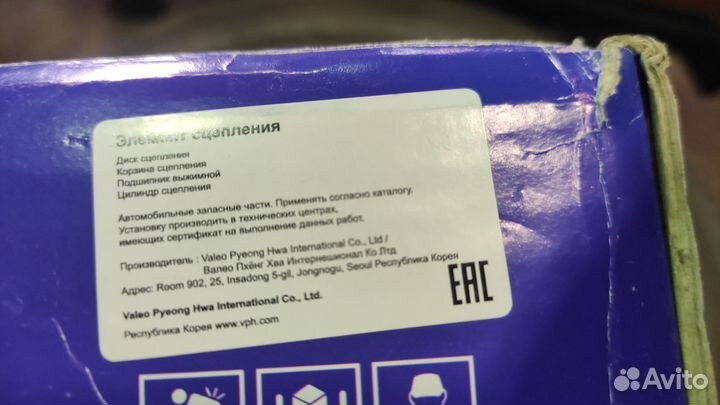 Элемент сцепления
Диск сцепления
Корзина сцепления
Подшипник выжимной
Цилиндр сцепления
Автомобильные запасные части. Применять согласно каталогу.
Установку производить в технических центрах,
имеющих сертификат на выполнение данных работ.
Производитель : Valeo Pyeong Hwa International Co., Ltd /
Валео Пхёнг Хва Интернешионал Ко Лтд
Адрес: Room 902, 25, Insadong 5-gil, Jongnogu, Seoul Республика Корея
EAC
Valeo Pyeong Hwa International Co., Ltd.
Республика Корея www.vph.com
Avito